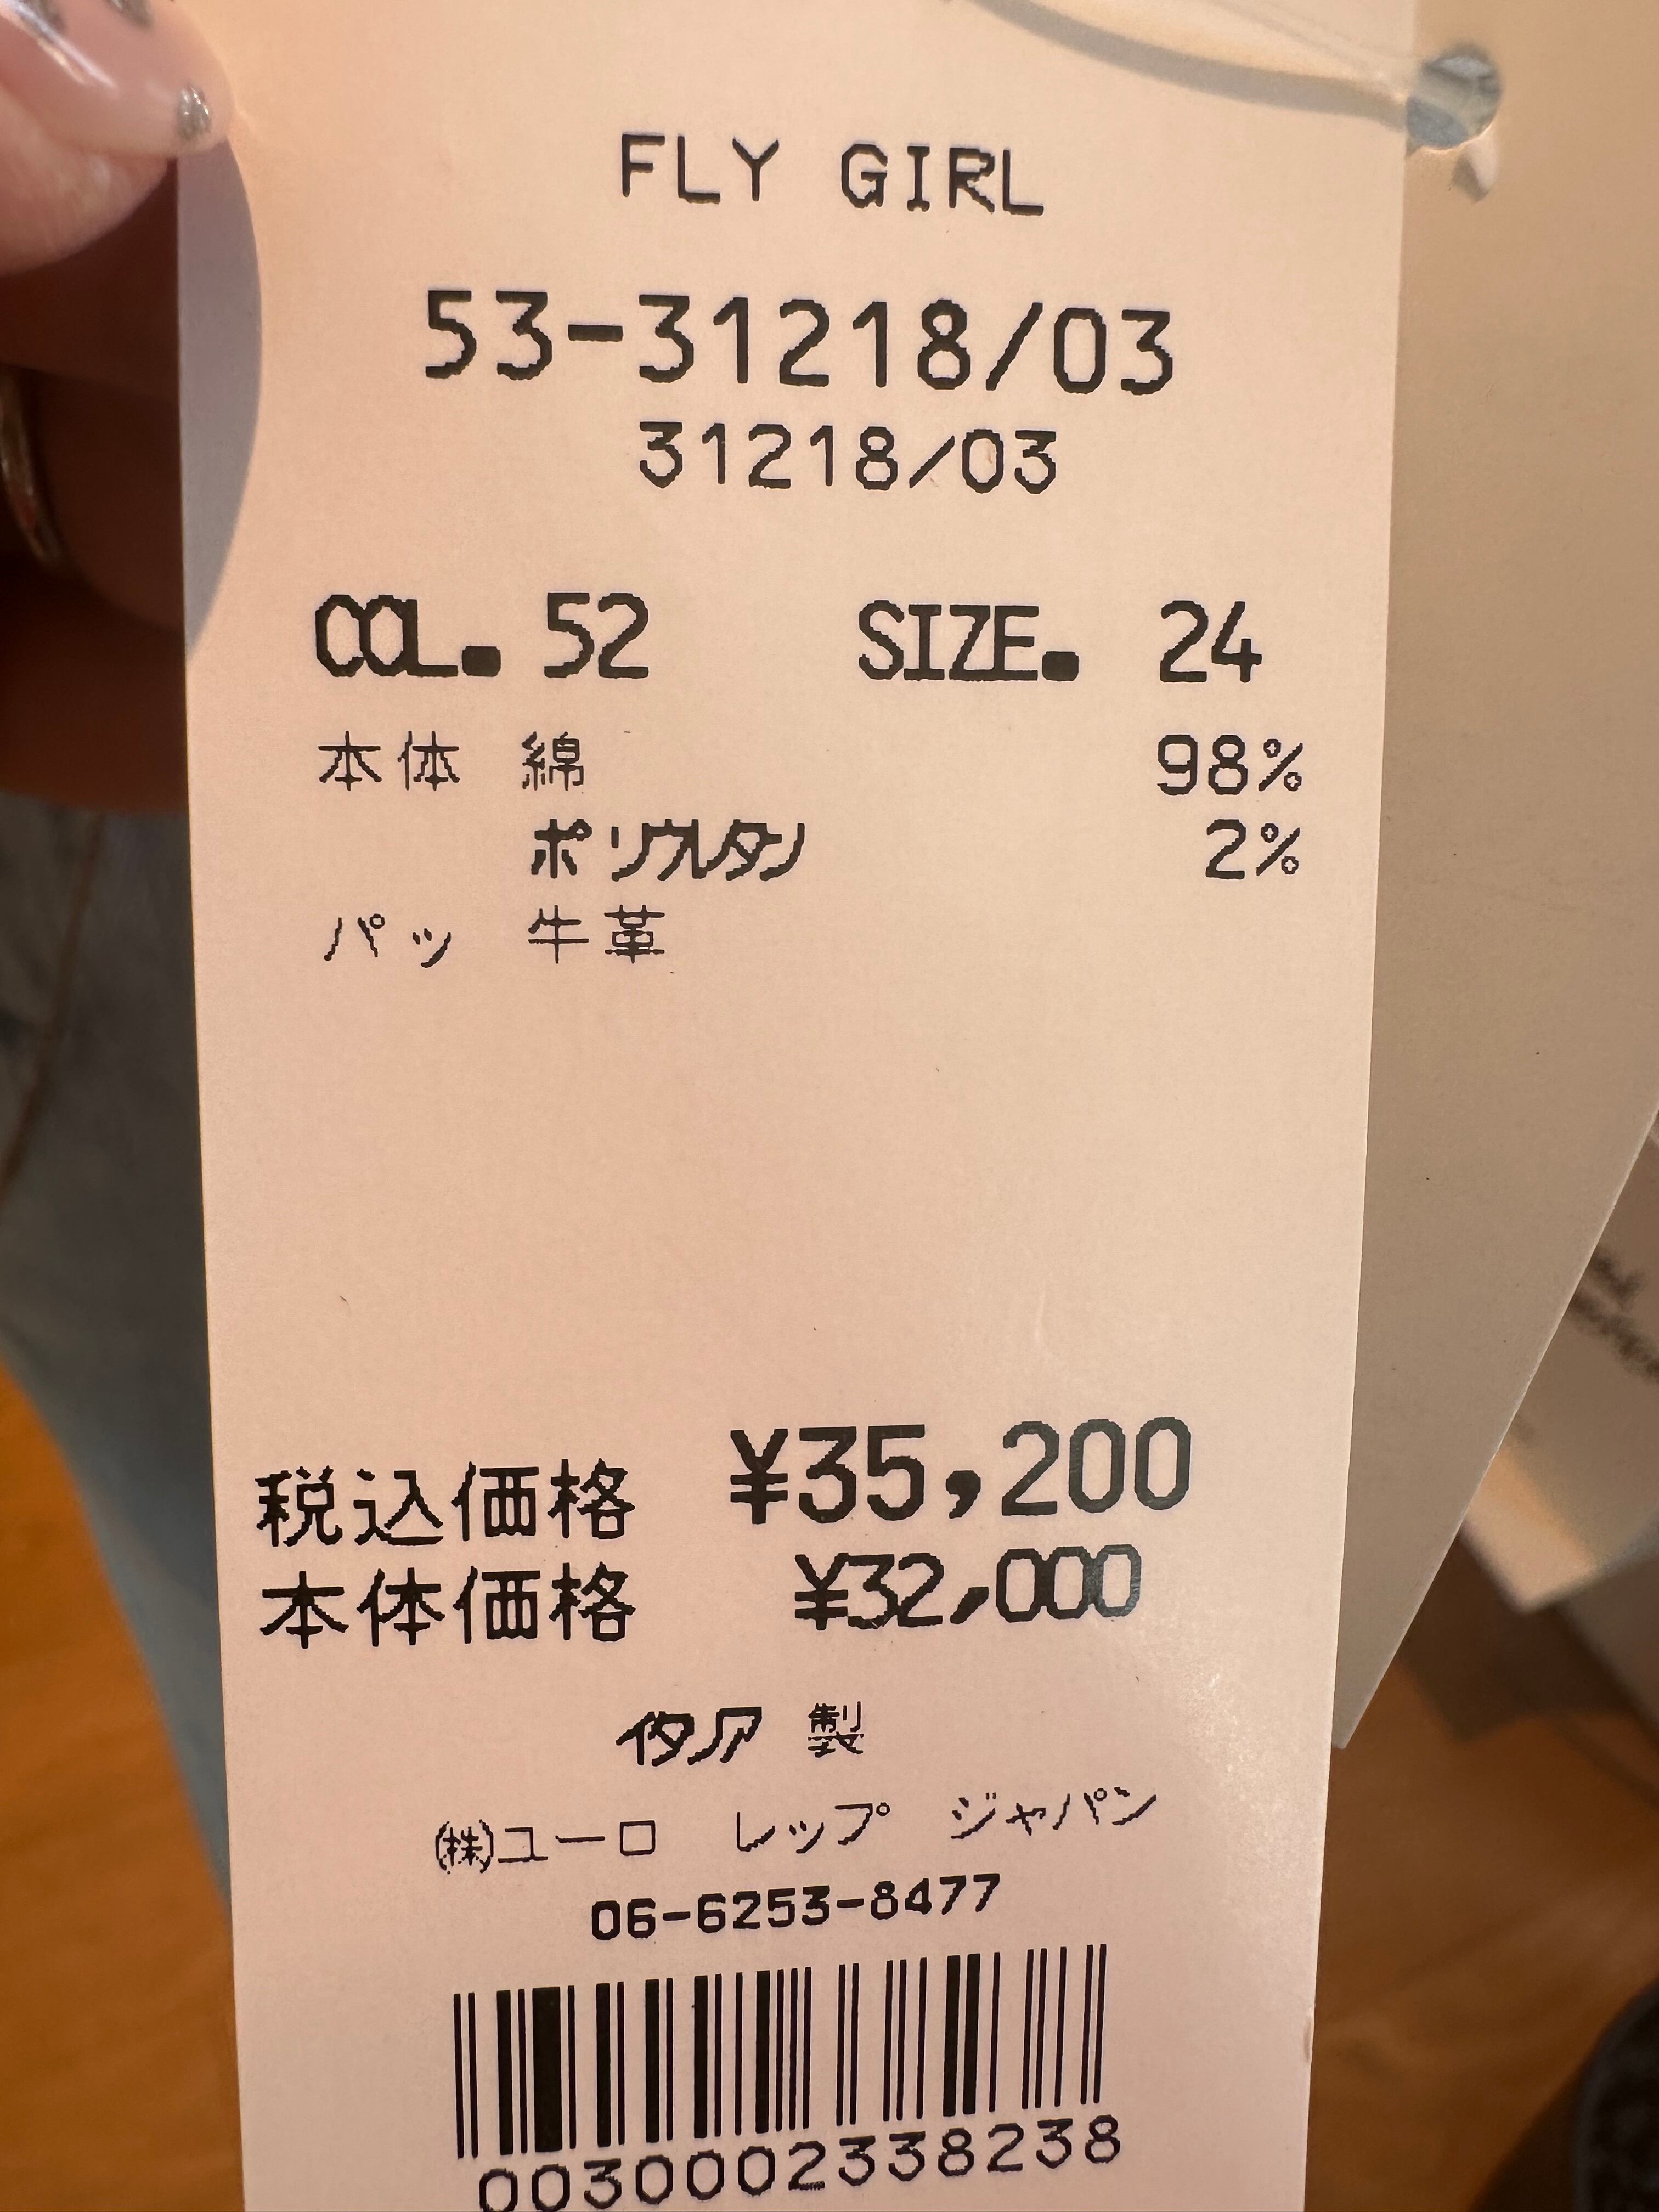 FLY GIRL
53-31218/03
31218/03
COL. 52 SIZE. 24
本体 綿 98%
ポリウレタン 2%
パッ 牛革
税込価格 ¥35,200
本体価格 ¥32,000
イタリア 製
㈱ユーロ レップ ジャパン
06-6253-8477
0030002338238